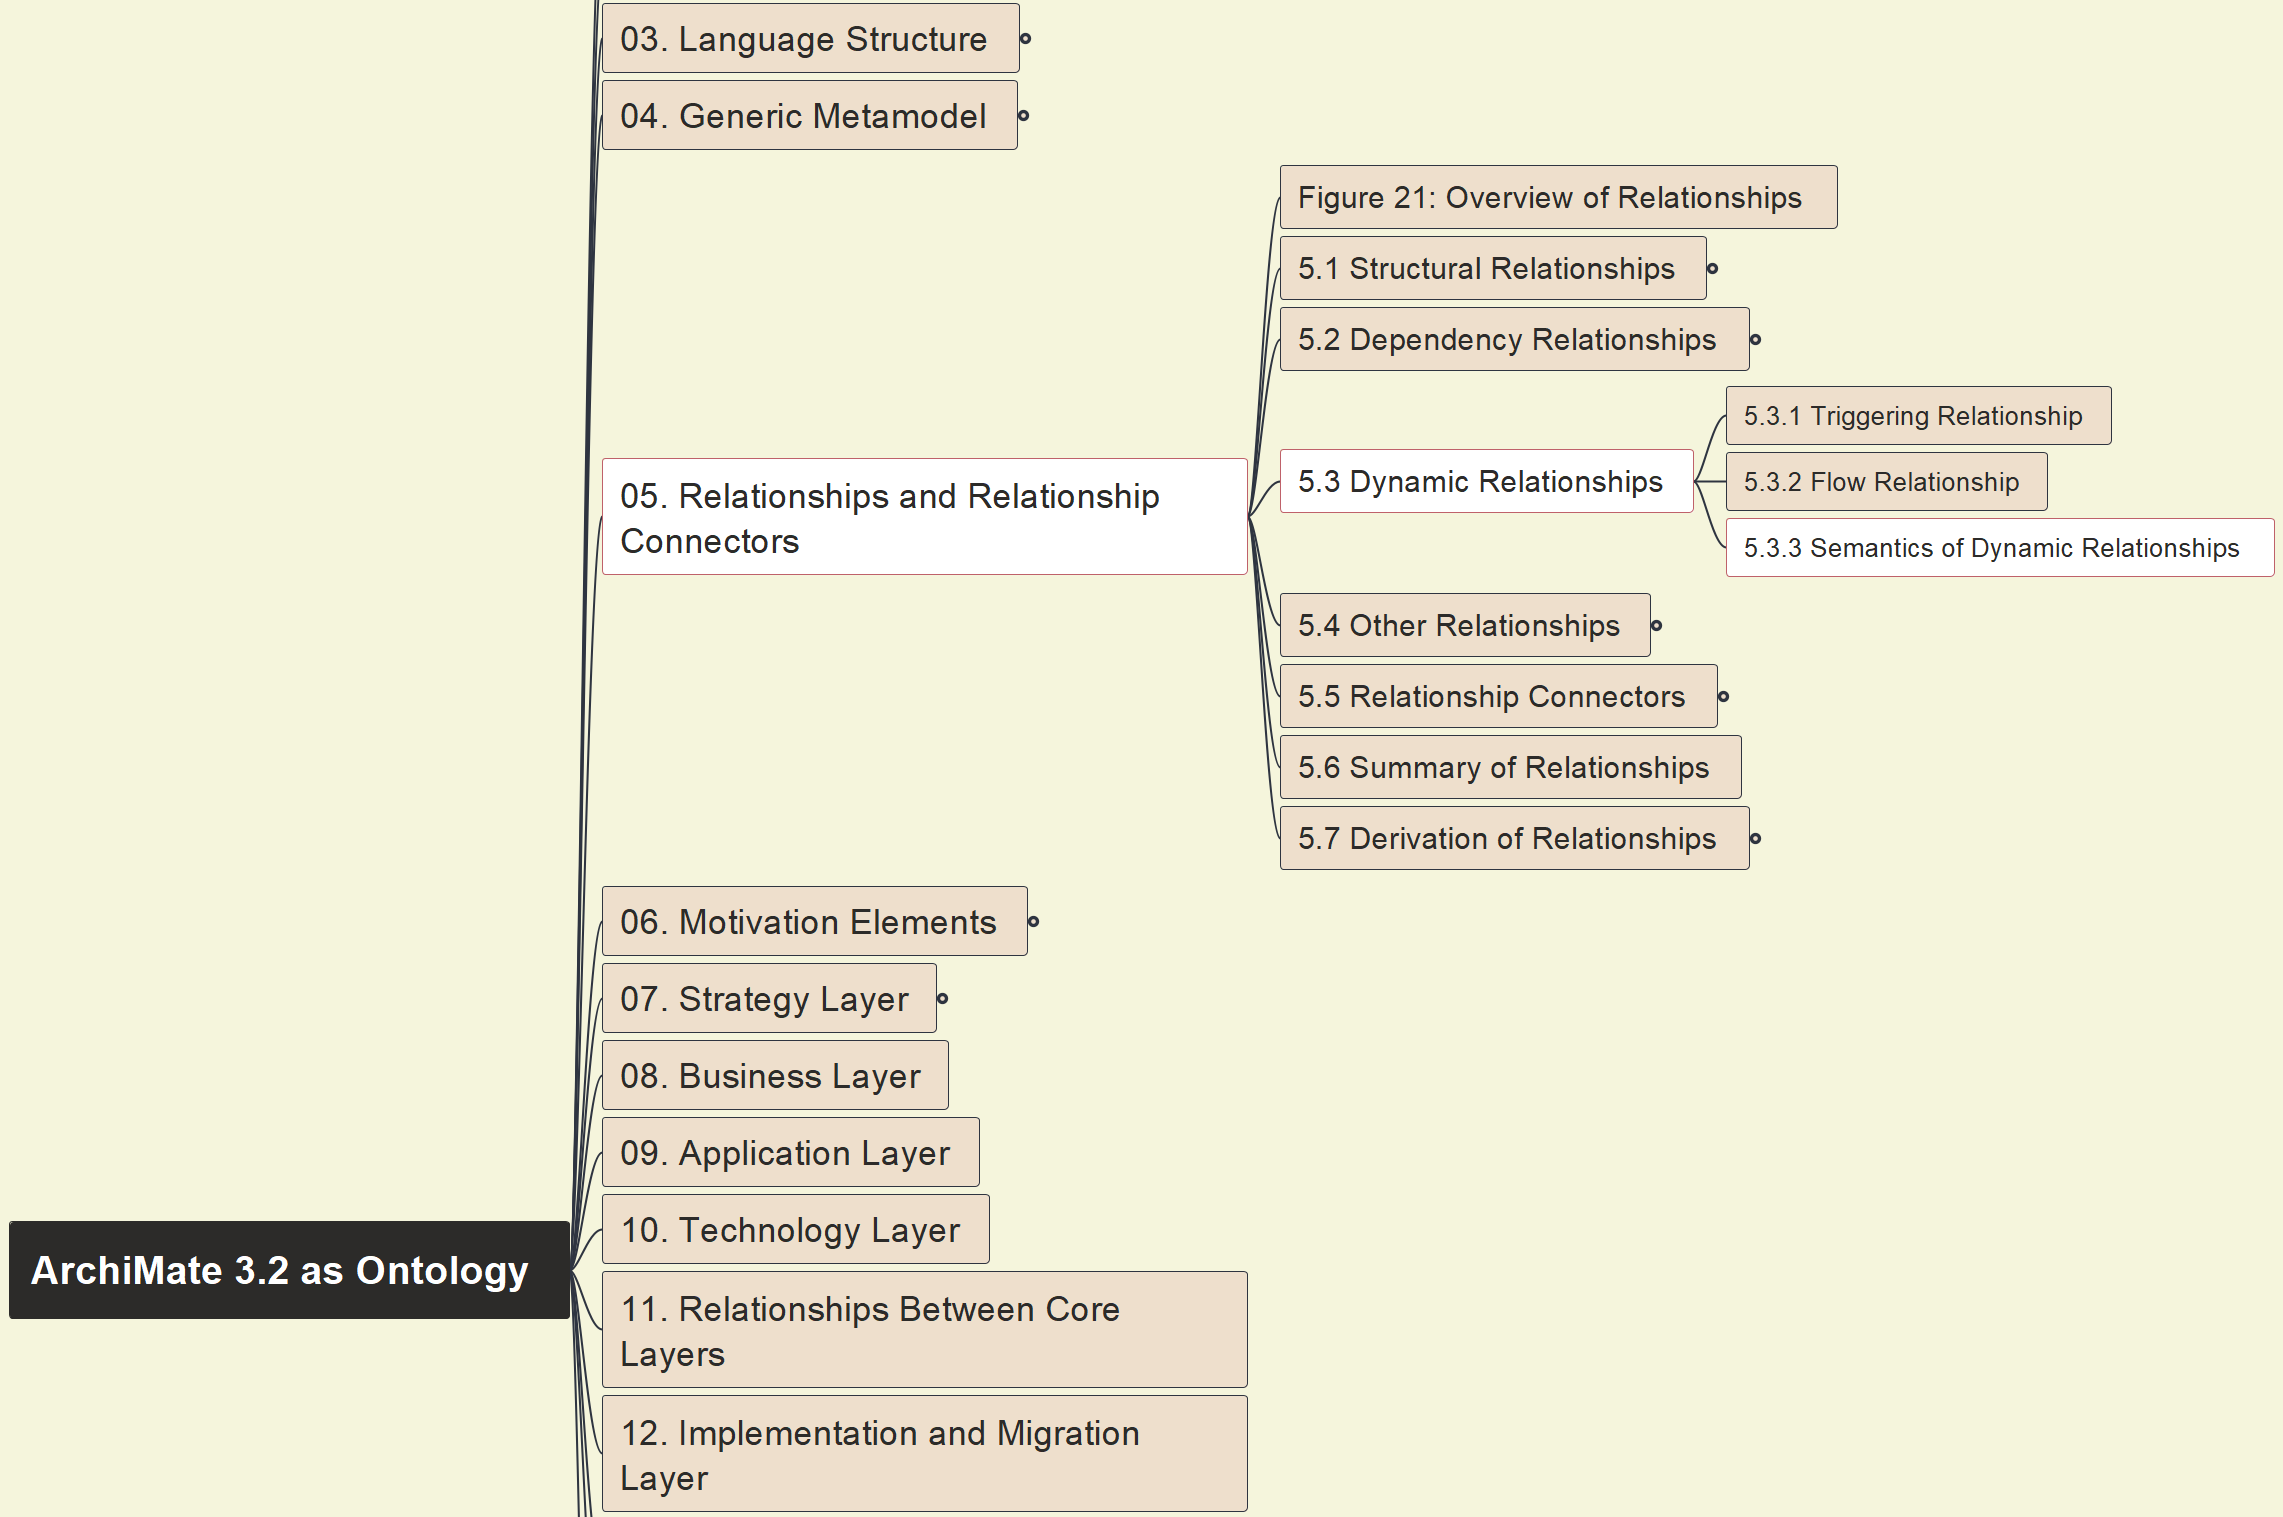 03. Language Structure
04. Generic Metamodel
Figure 21: Overview of Relationships
5.1 Structural Relationships
5.2 Dependency Relationships
5.3.1 Triggering Relationship
05. Relationships and Relationship
Connectors
5.3 Dynamic Relationships
5.3.2 Flow Relationship
5.3.3 Semantics of Dynamic Relationships
5.4 Other Relationships
5.5 Relationship Connectors
5.6 Summary of Relationships
5.7 Derivation of Relationships
06. Motivation Elements
07. Strategy Layer
08. Business Layer
09. Application Layer
10. Technology Layer
ArchiMate 3.2 as Ontology
11. Relationships Between Core
Layers
12. Implementation and Migration
Layer